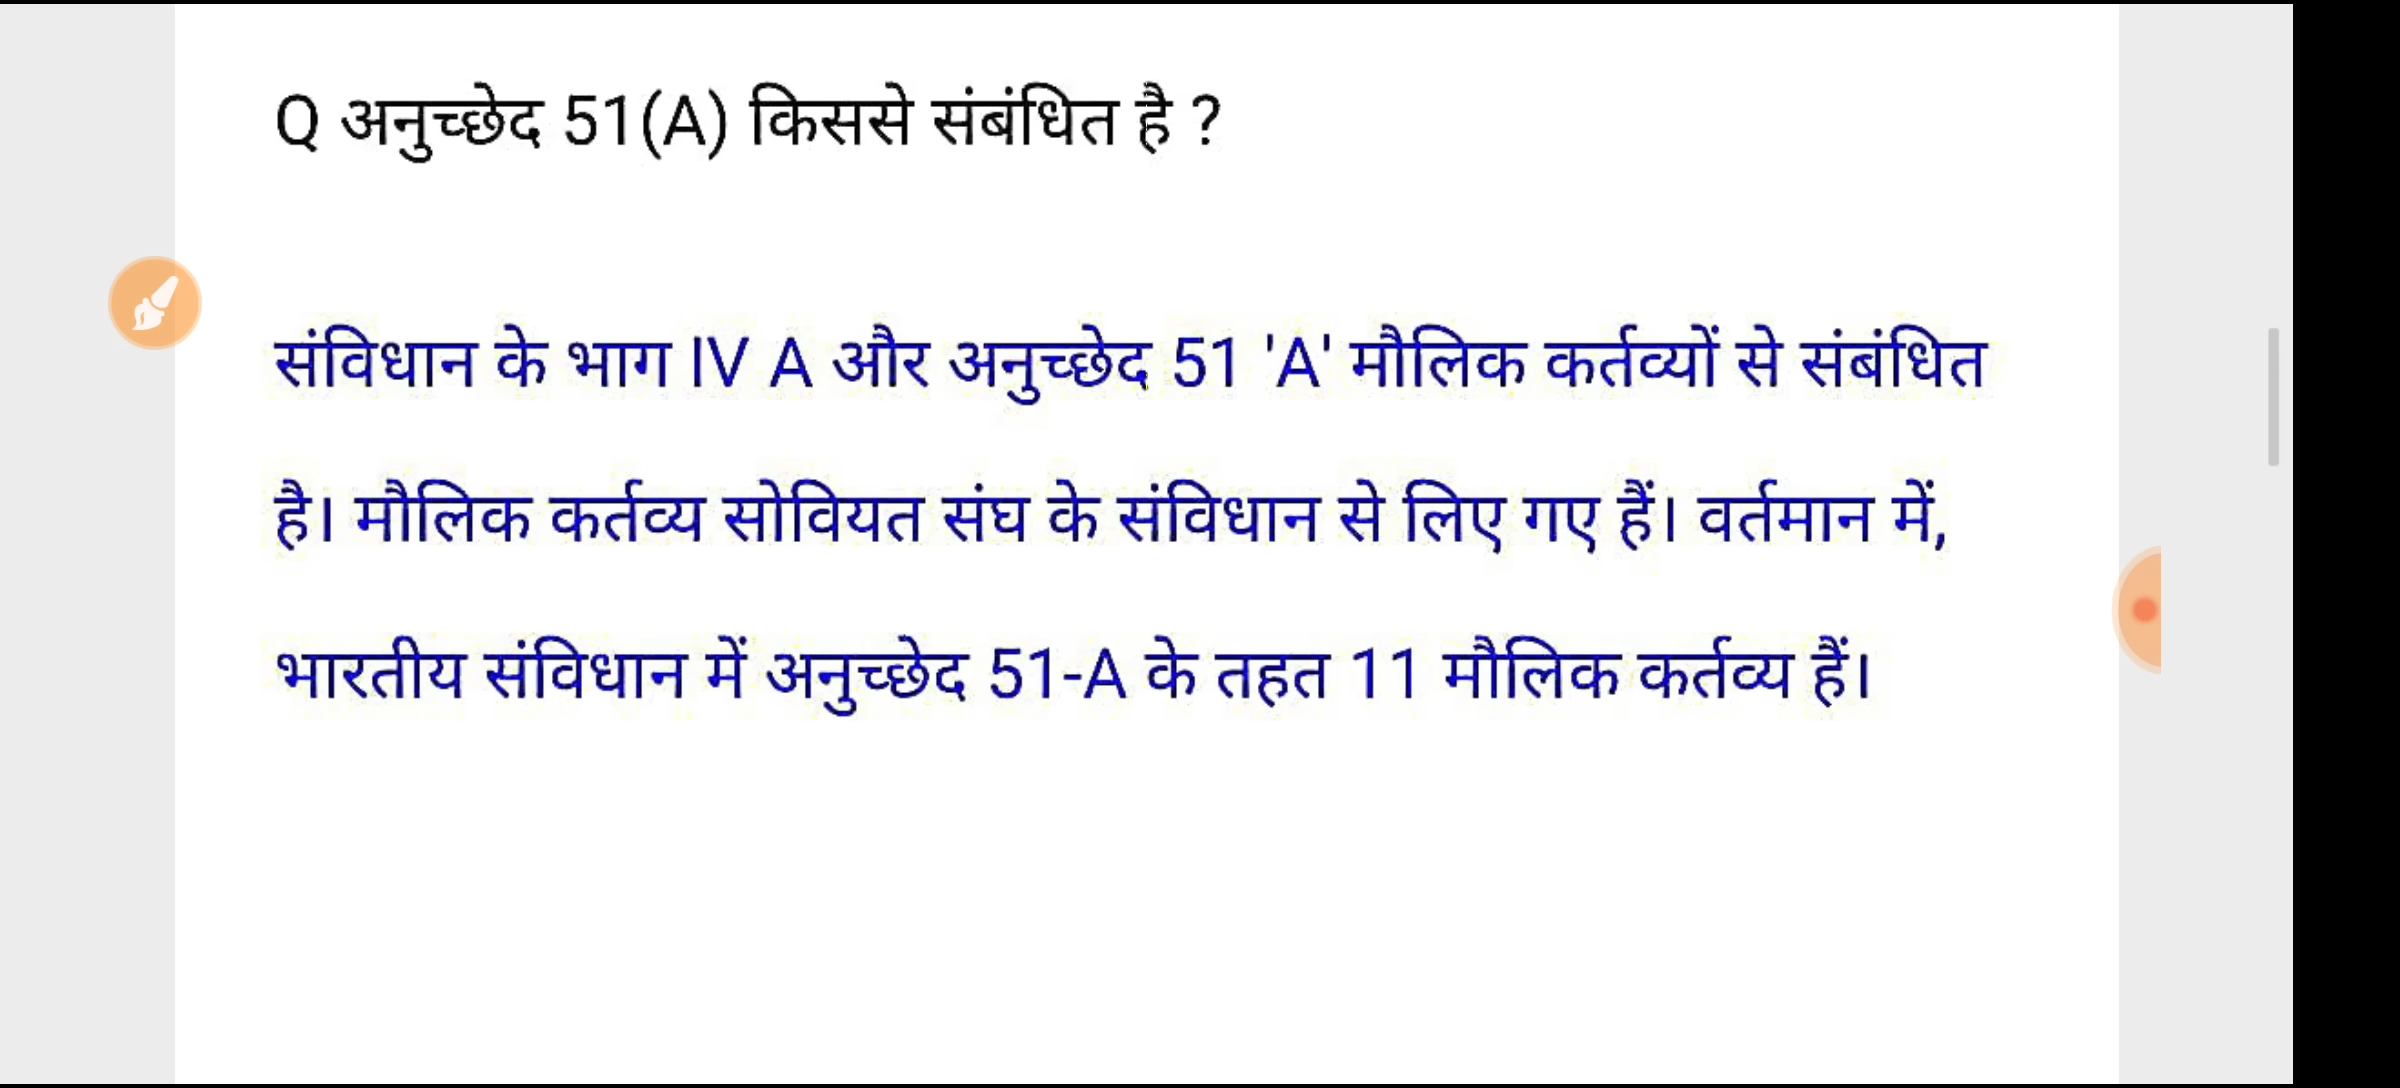 Q अनुच्छेद 51(A) किससे संबंधित है ?
संविधान के भाग IV A और अनुच्छेद 51 'A' मौलिक कर्तव्यों से संबंधित
है। मौलिक कर्तव्य सोवियत संघ के संविधान से लिए गए हैं। वर्तमान में,
भारतीय संविधान में अनुच्छेद 51-A के तहत 11 मौलिक कर्तव्य हैं।